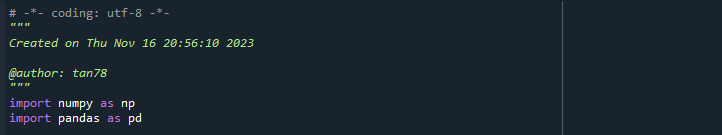 # -*- coding: utf-8 -*-
"""
Created on Thu Nov 16 20:56:10 2023
@author: tan78
"""
import numpy as np
import pandas as pd